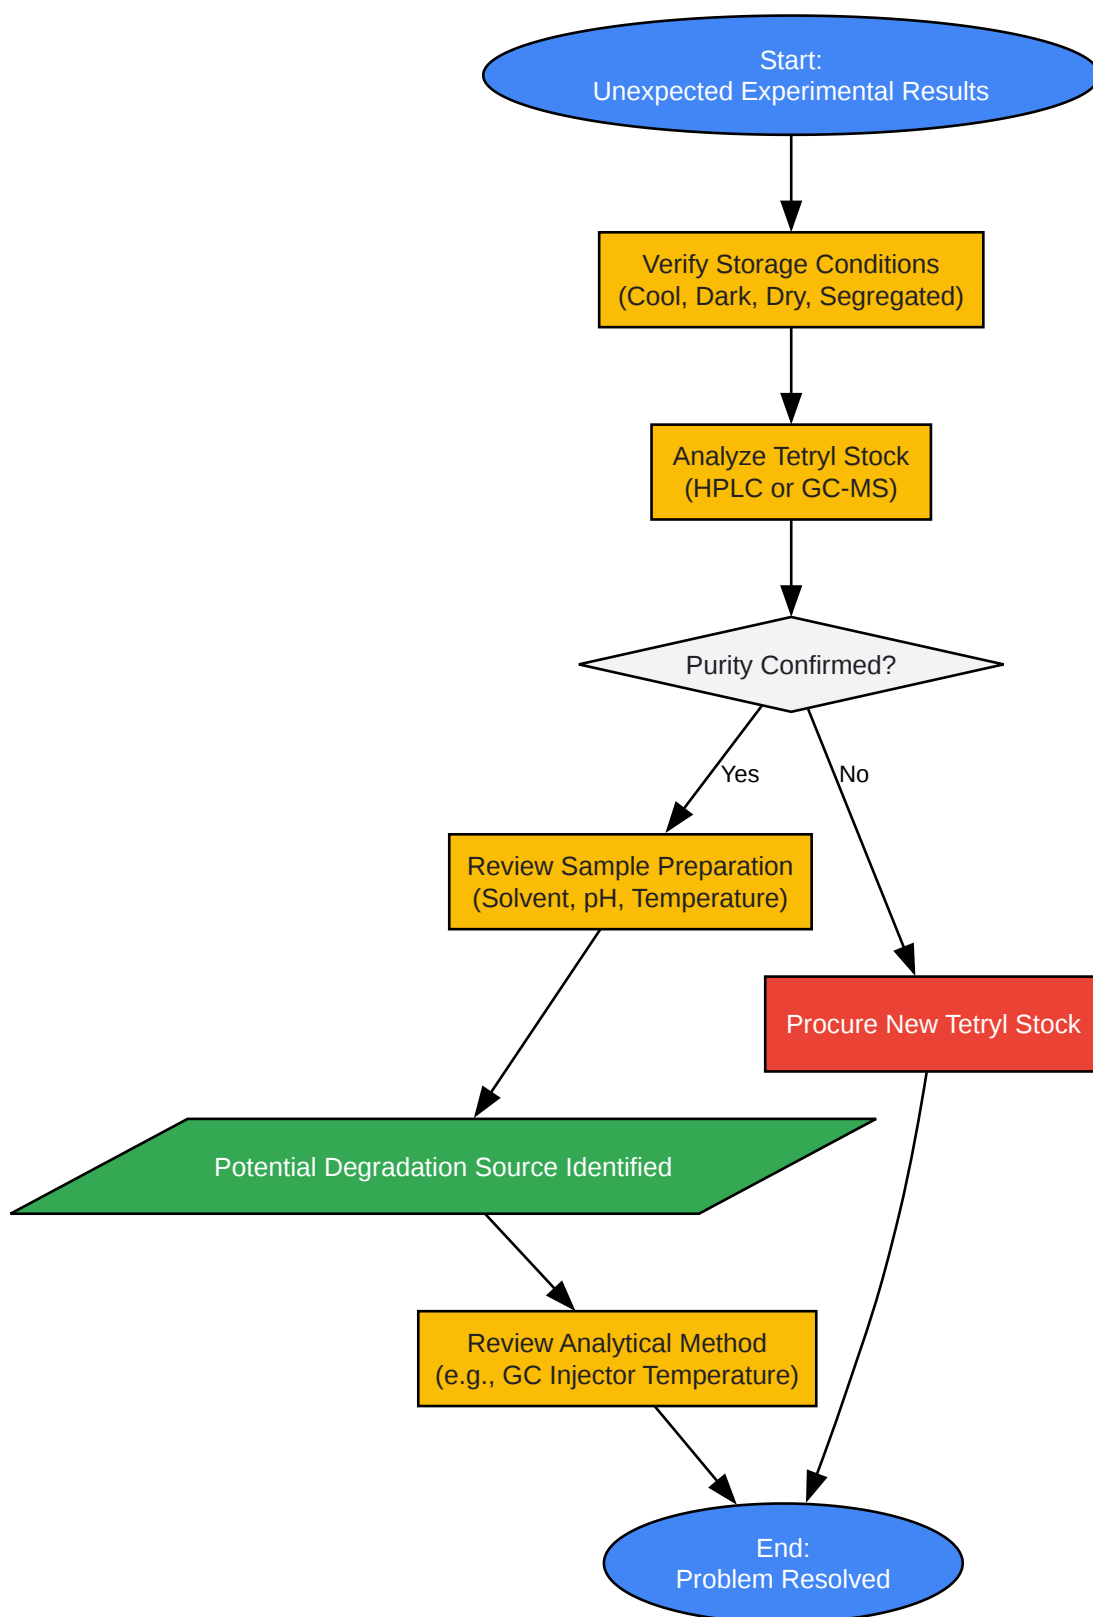 Start:
Unexpected Experimental Results
Verify Storage Conditions
(Cool, Dark, Dry, Segregated)
Analyze Tetryl Stock
(HPLC or GC-MS)
Purity Confirmed?
Yes
No
Review Sample Preparation
(Solvent, pH, Temperature)
Procure New Tetryl Stock
Potential Degradation Source Identified
Review Analytical Method
(e.g., GC Injector Temperature)
End:
Problem Resolved